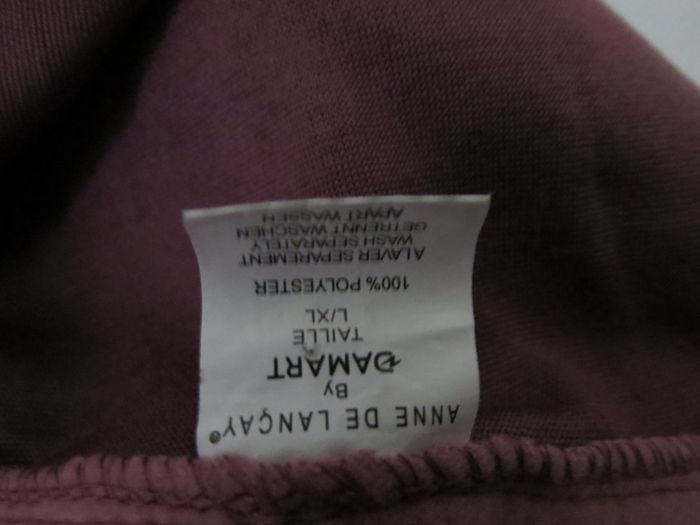 ANNE DE LANÇAY®
By
DAMART
TAILLE
L/XL
100% POLYESTER
A LAVER SEPAREMENT
WASH SEPARATELY
GETRENNT WASCHEN
APART WASSEN